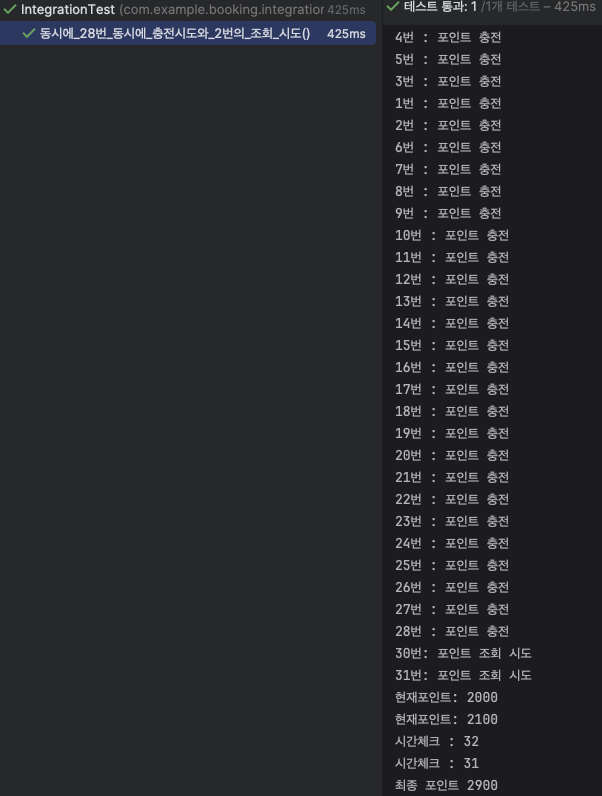 IntegrationTest (com.example.booking.integration 425ms
동시에_28번_동시에_충전시도와_2번의_조회_시도() 425ms
테스트 통과: 1 /1개 테스트 – 425ms
4번 : 포인트 충전
5번 : 포인트 충전
3번 : 포인트 충전
1번 : 포인트 충전
2번 : 포인트 충전
6번 : 포인트 충전
7번 : 포인트 충전
8번 : 포인트 충전
9번 : 포인트 충전
10번 : 포인트 충전
11번 : 포인트 충전
12번 : 포인트 충전
13번 : 포인트 충전
14번 : 포인트 충전
15번 : 포인트 충전
16번 : 포인트 충전
17번 : 포인트 충전
18번 : 포인트 충전
19번 : 포인트 충전
20번 : 포인트 충전
21번 : 포인트 충전
22번 : 포인트 충전
23번 : 포인트 충전
24번 : 포인트 충전
25번 : 포인트 충전
26번 : 포인트 충전
27번 : 포인트 충전
28번 : 포인트 충전
30번: 포인트 조회 시도
31번: 포인트 조회 시도
현재포인트: 2000
현재포인트: 2100
시간체크 : 32
시간체크 : 31
최종 포인트 2900